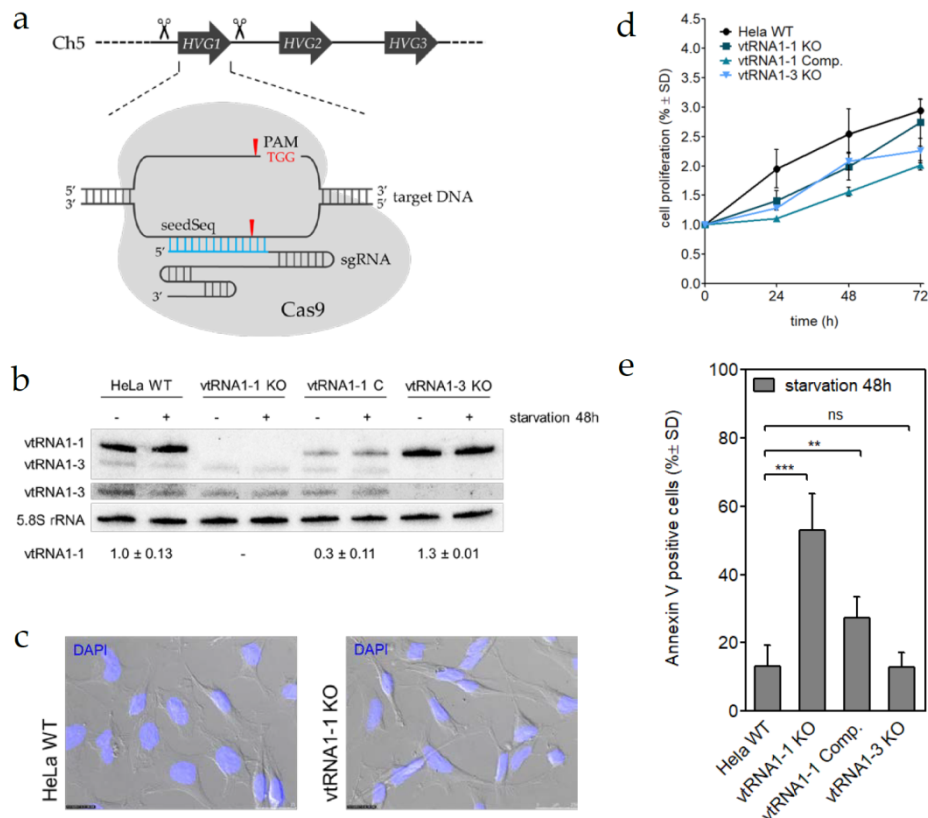 a
Ch5
HVG1
HVG2
HVG3
PAM
TGG
5′
3′
3′
5′
target DNA
seedSeq
5′
sgRNA
3′
Cas9
b
HeLa WT
vtRNA1-1 KO
vtRNA1-1 C
vtRNA1-3 KO
- + - + - + - + starvation 48h
vtRNA1-1
vtRNA1-3
vtRNA1-3
5.8S rRNA
vtRNA1-1 1.0 ± 0.13 - 0.3 ± 0.11 1.3 ± 0.01
c
DAPI
HeLa WT
DAPI
vtRNA1-1 KO
d
Hela WT
vtRNA1-1 KO
vtRNA1-1 Comp.
vtRNA1-3 KO
cell proliferation (% ± SD)
4.5
4.0
3.5
3.0
2.5
2.0
1.5
1.0
0.5
0.0
0 24 48 72
time (h)
e
starvation 48h
Annexin V positive cells (%± SD)
100
80
60
40
20
0
ns
**
***
Hela WT
vtRNA1-1 KO
vtRNA1-1 Comp.
vtRNA1-3 KO